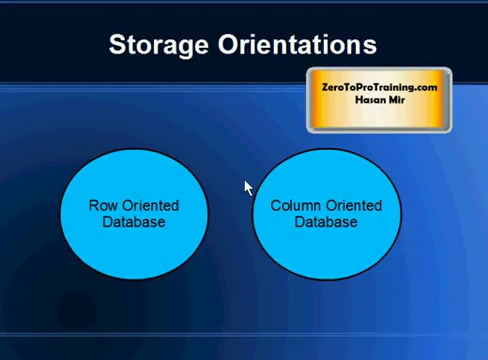 Storage Orientations
ZeroToProTraining.com
Hasan Mir
Row Oriented
Database
Column Oriented
Database